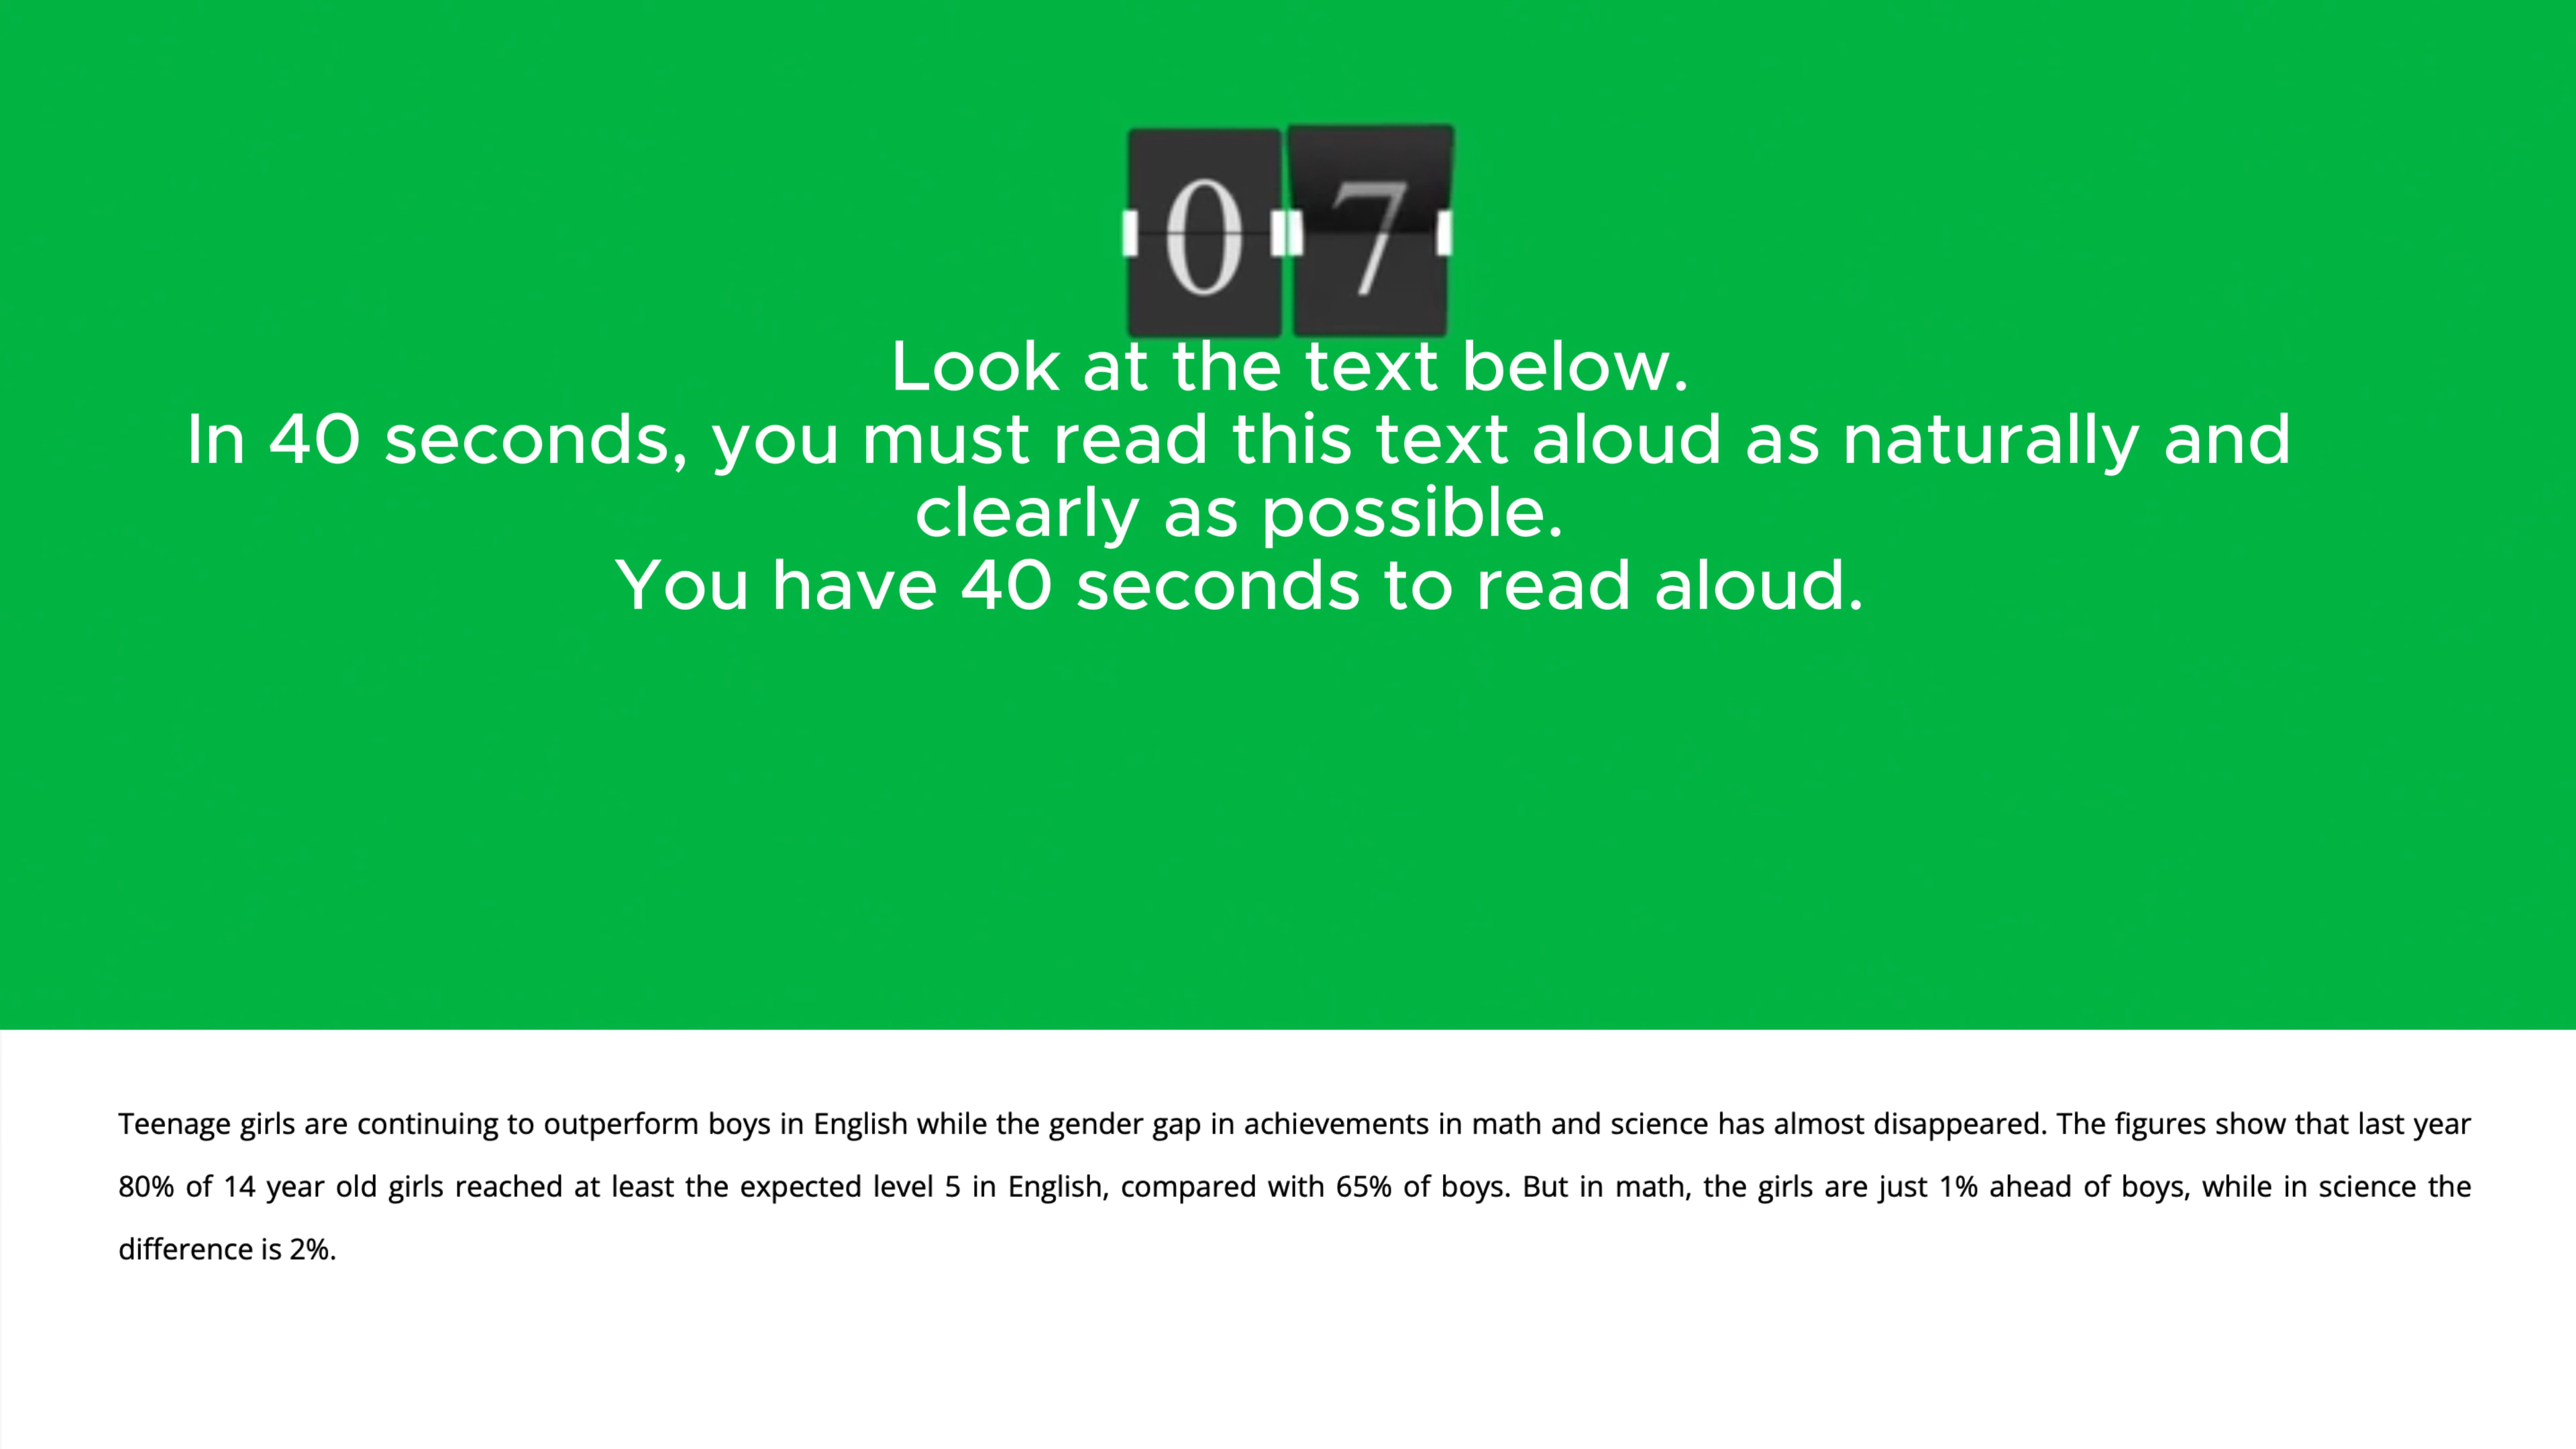 07
Look at the text below.
In 40 seconds, you must read this text aloud as naturally and
clearly as possible.
You have 40 seconds to read aloud.
Teenage girls are continuing to outperform boys in English while the gender gap in achievements in math and science has almost disappeared. The figures show that last year
80% of 14 year old girls reached at least the expected level 5 in English, compared with 65% of boys. But in math, the girls are just 1% ahead of boys, while in science the
difference is 2%.